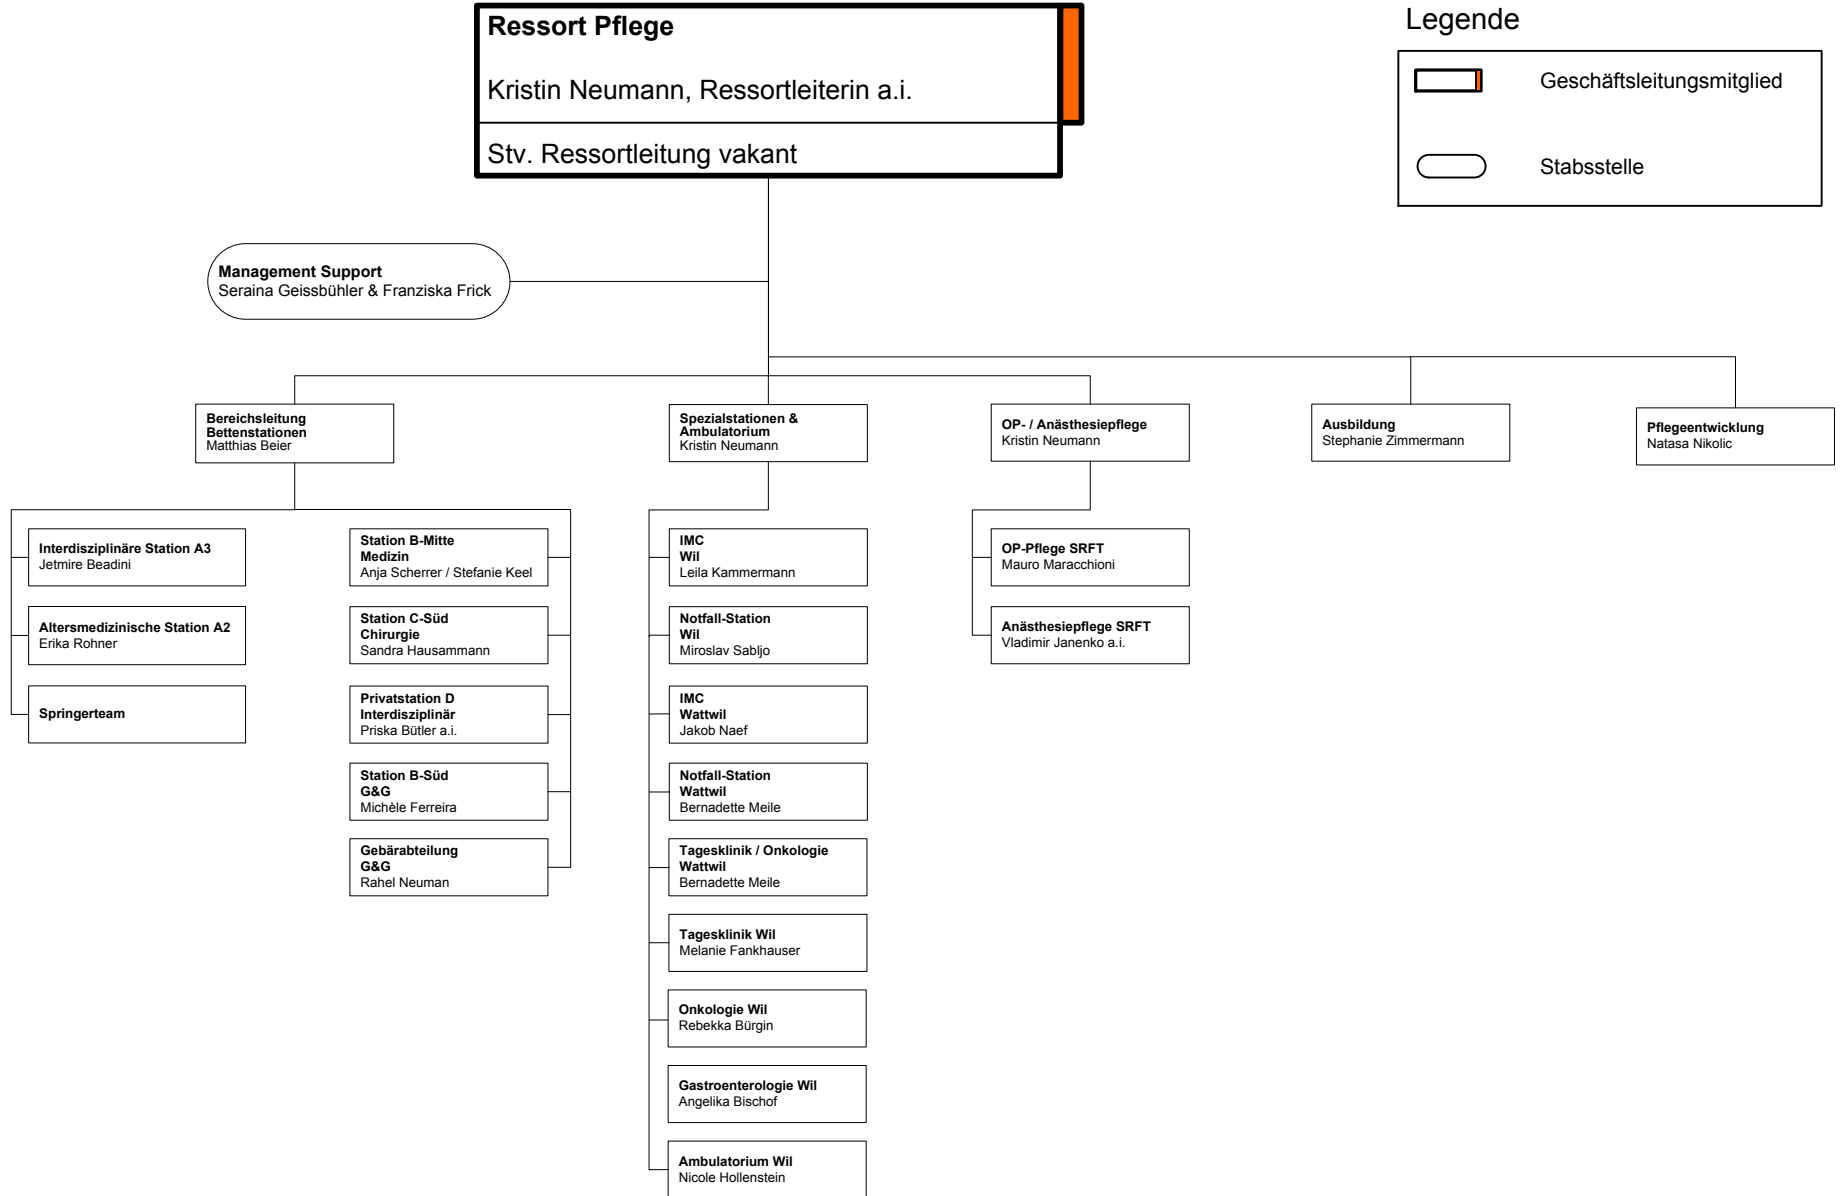 Ressort Pflege
Kristin Neumann, Ressortleiterin a.i.
Stv. Ressortleitung vakant
Legende
Geschäftsleitungsmitglied
Stabsstelle
Management Support
Seraina Geissbühler & Franziska Frick
Bereichsleitung
Bettenstationen
Matthias Beier
Spezialstationen &
Ambulatorium
Kristin Neumann
OP- / Anästhesiepflege
Kristin Neumann
Ausbildung
Stephanie Zimmermann
Pflegeentwicklung
Natasa Nikolic
Interdisziplinäre Station A3
Jetmire Beadini
Altersmedizinische Station A2
Erika Rohner
Springerteam
Station B-Mitte
Medizin
Anja Scherrer / Stefanie Keel
Station C-Süd
Chirurgie
Sandra Hausammann
Privatstation D
Interdisziplinär
Priska Bütler a.i.
Station B-Süd
G&G
Michèle Ferreira
Gebärabteilung
G&G
Rahel Neuman
IMC
Wil
Leila Kammermann
Notfall-Station
Wil
Miroslav Sabljo
IMC
Wattwil
Jakob Naef
Notfall-Station
Wattwil
Bernadette Meile
Tagesklinik / Onkologie
Wattwil
Bernadette Meile
Tagesklinik Wil
Melanie Fankhauser
Onkologie Wil
Rebekka Bürgin
Gastroenterologie Wil
Angelika Bischof
Ambulatorium Wil
Nicole Hollenstein
OP-Pflege SRFT
Mauro Maracchioni
Anästhesiepflege SRFT
Vladimir Janenko a.i.